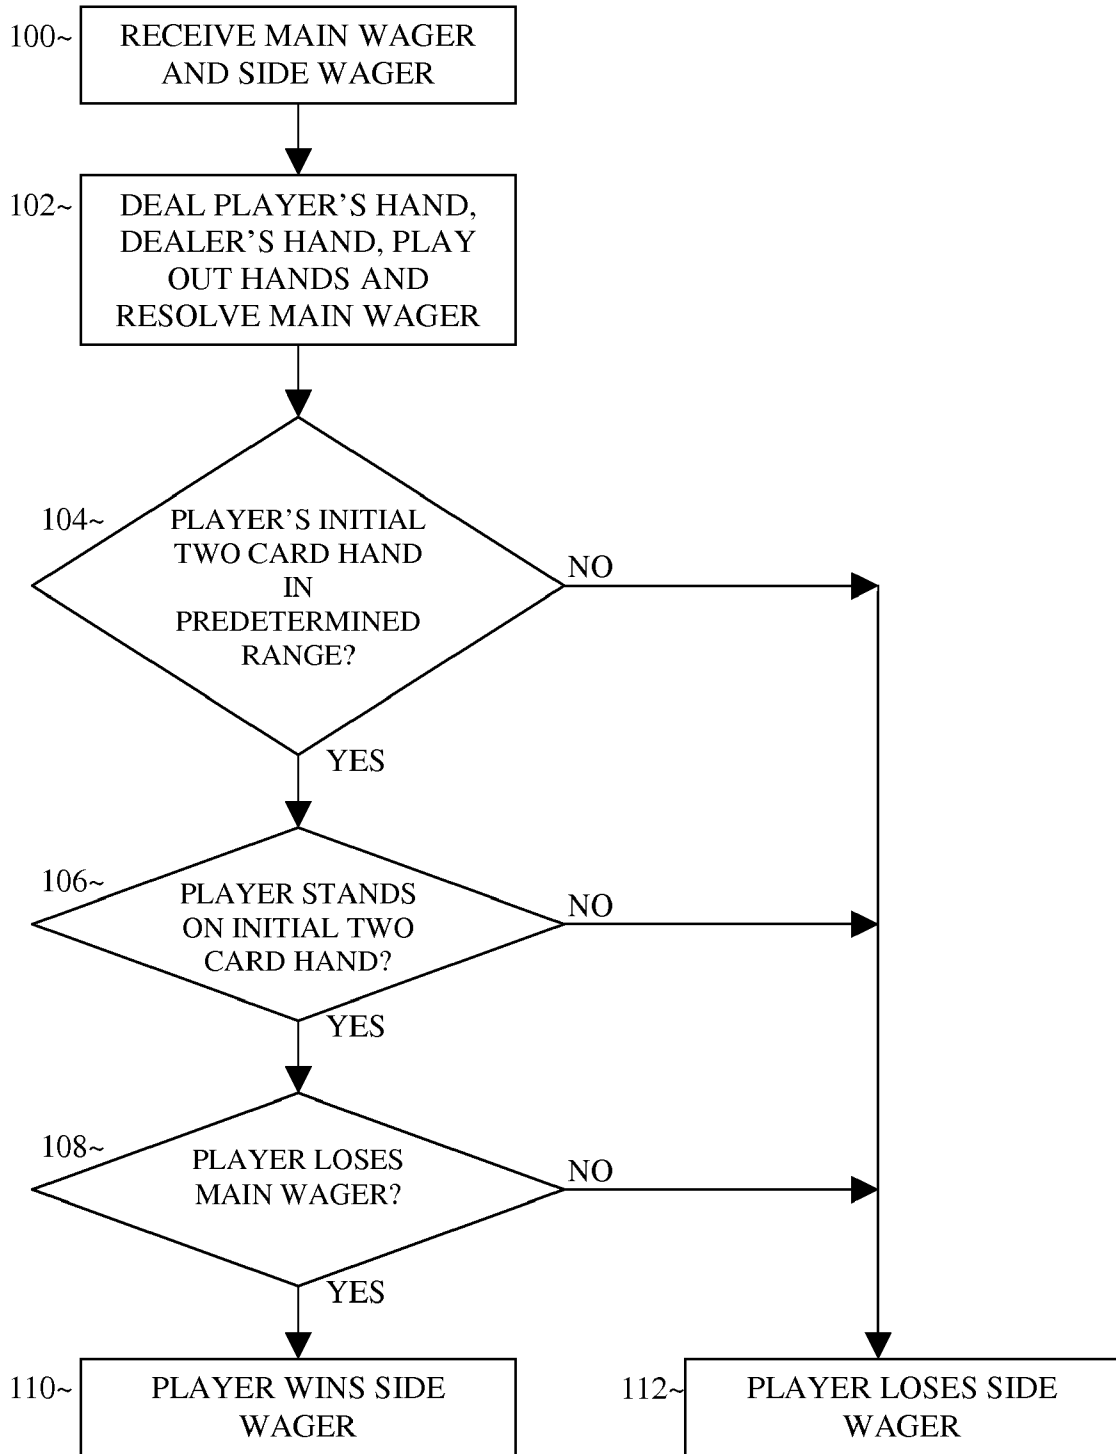 100~
RECEIVE MAIN WAGER
AND SIDE WAGER
102~
DEAL PLAYER’S HAND,
DEALER’S HAND, PLAY
OUT HANDS AND
RESOLVE MAIN WAGER
104~
PLAYER’S INITIAL
TWO CARD HAND
IN
PREDETERMINED
RANGE?
NO
YES
106~
PLAYER STANDS
ON INITIAL TWO
CARD HAND?
NO
YES
108~
PLAYER LOSES
MAIN WAGER?
NO
YES
110~
PLAYER WINS SIDE
WAGER
112~
PLAYER LOSES SIDE
WAGER